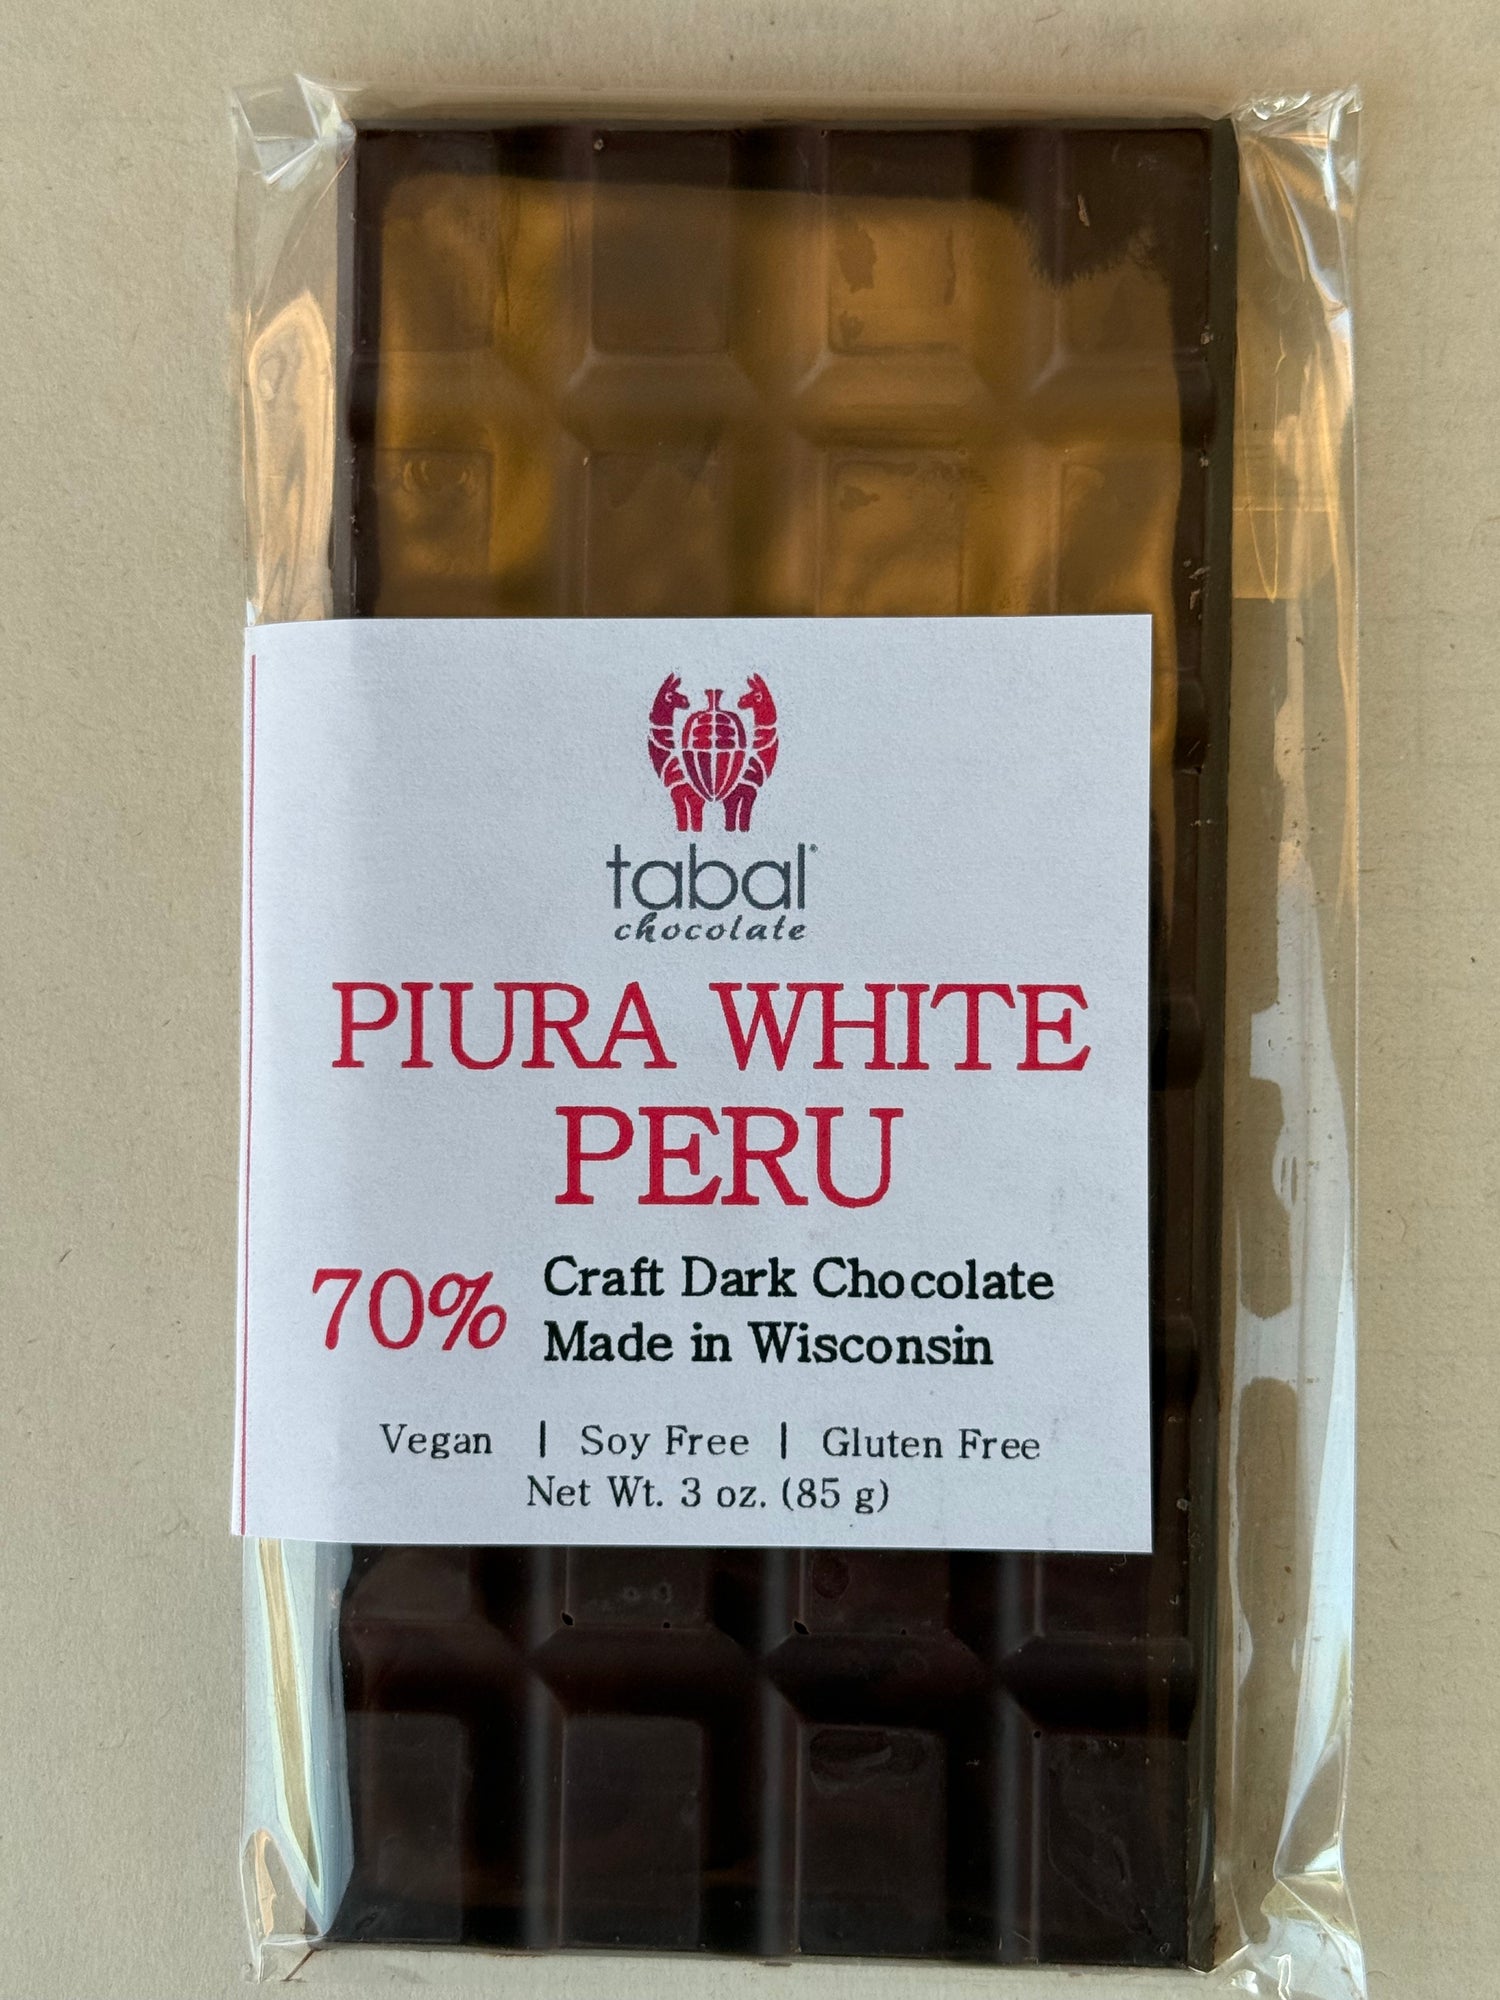 tabal®
chocolate
PIURA WHITE
PERU
70% Craft Dark Chocolate
Made in Wisconsin
Vegan | Soy Free | Gluten Free
Net Wt. 3 oz. (85 g)